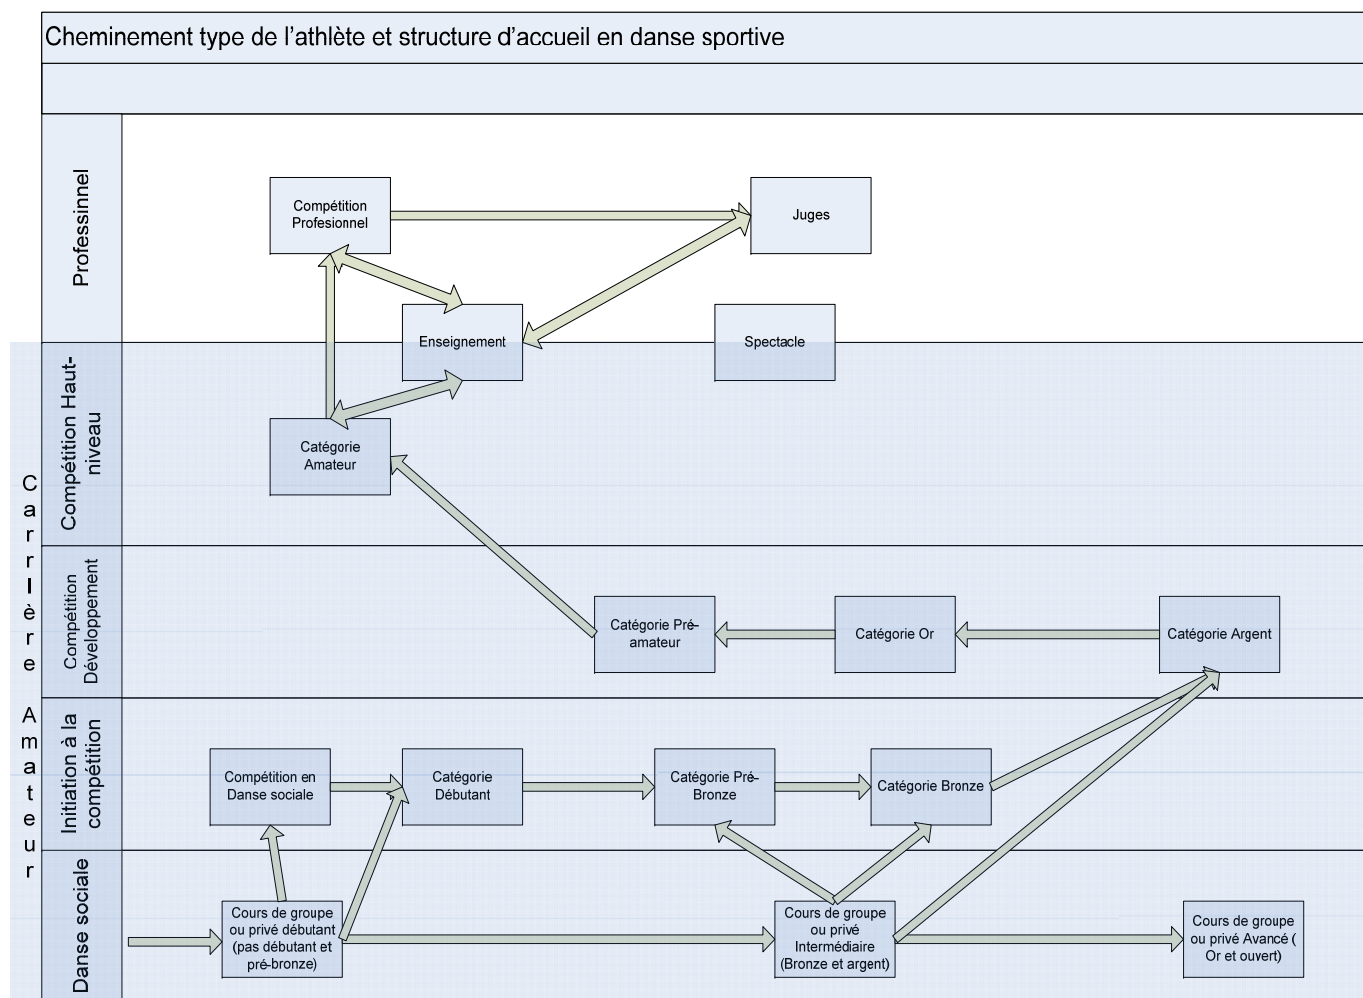 Cheminement type de l'athlète et structure d'accueil en danse sportive
Professinnel
Compétition
Profesionnel
Juges
Enseignement
Spectacle
Compétition Haut-
niveau
Catégorie
Amateur
Carrière Amateur
Compétition
Développement
Catégorie Pré-
amateur
Catégorie Or
Catégorie Argent
Initiation à la
compétition
Compétition en
Danse sociale
Catégorie
Débutant
Catégorie Pré-
Bronze
Catégorie Bronze
Danse sociale
Cours de groupe
ou privé débutant
(pas débutant et
pré-bronze)
Cours de groupe
ou privé
Intermédiaire
(Bronze et argent)
Cours de groupe
ou privé Avancé (
Or et ouvert)